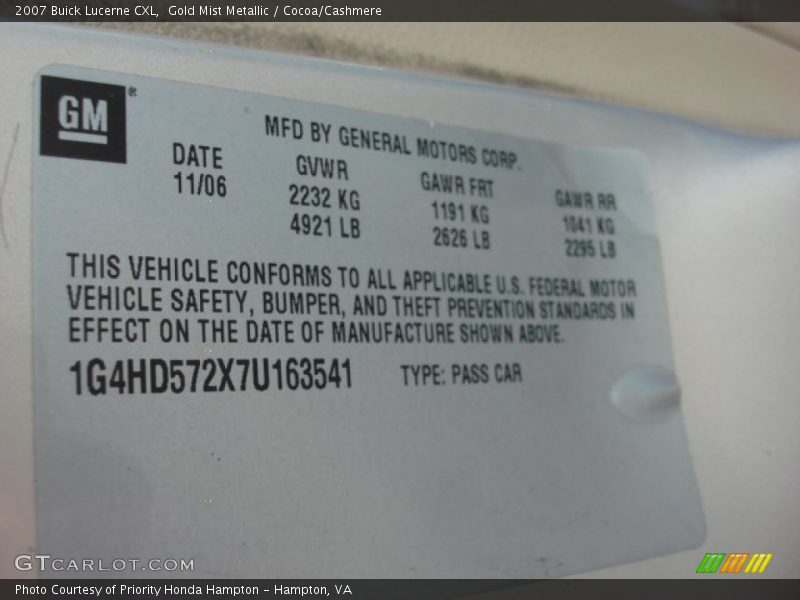 2007 Buick Lucerne CXL,  Gold Mist Metallic / Cocoa/Cashmere
GM®
MFD BY GENERAL MOTORS CORP.
DATE GVWR GAWR FRT GAWR RR
11/06 2232 KG 1191 KG 1041 KG
4921 LB 2626 LB 2295 LB
THIS VEHICLE CONFORMS TO ALL APPLICABLE U.S. FEDERAL MOTOR
VEHICLE SAFETY, BUMPER, AND THEFT PREVENTION STANDARDS IN
EFFECT ON THE DATE OF MANUFACTURE SHOWN ABOVE.
1G4HD572X7U163541 TYPE: PASS CAR
GTCARLOT.COM
Photo Courtesy of Priority Honda Hampton – Hampton, VA